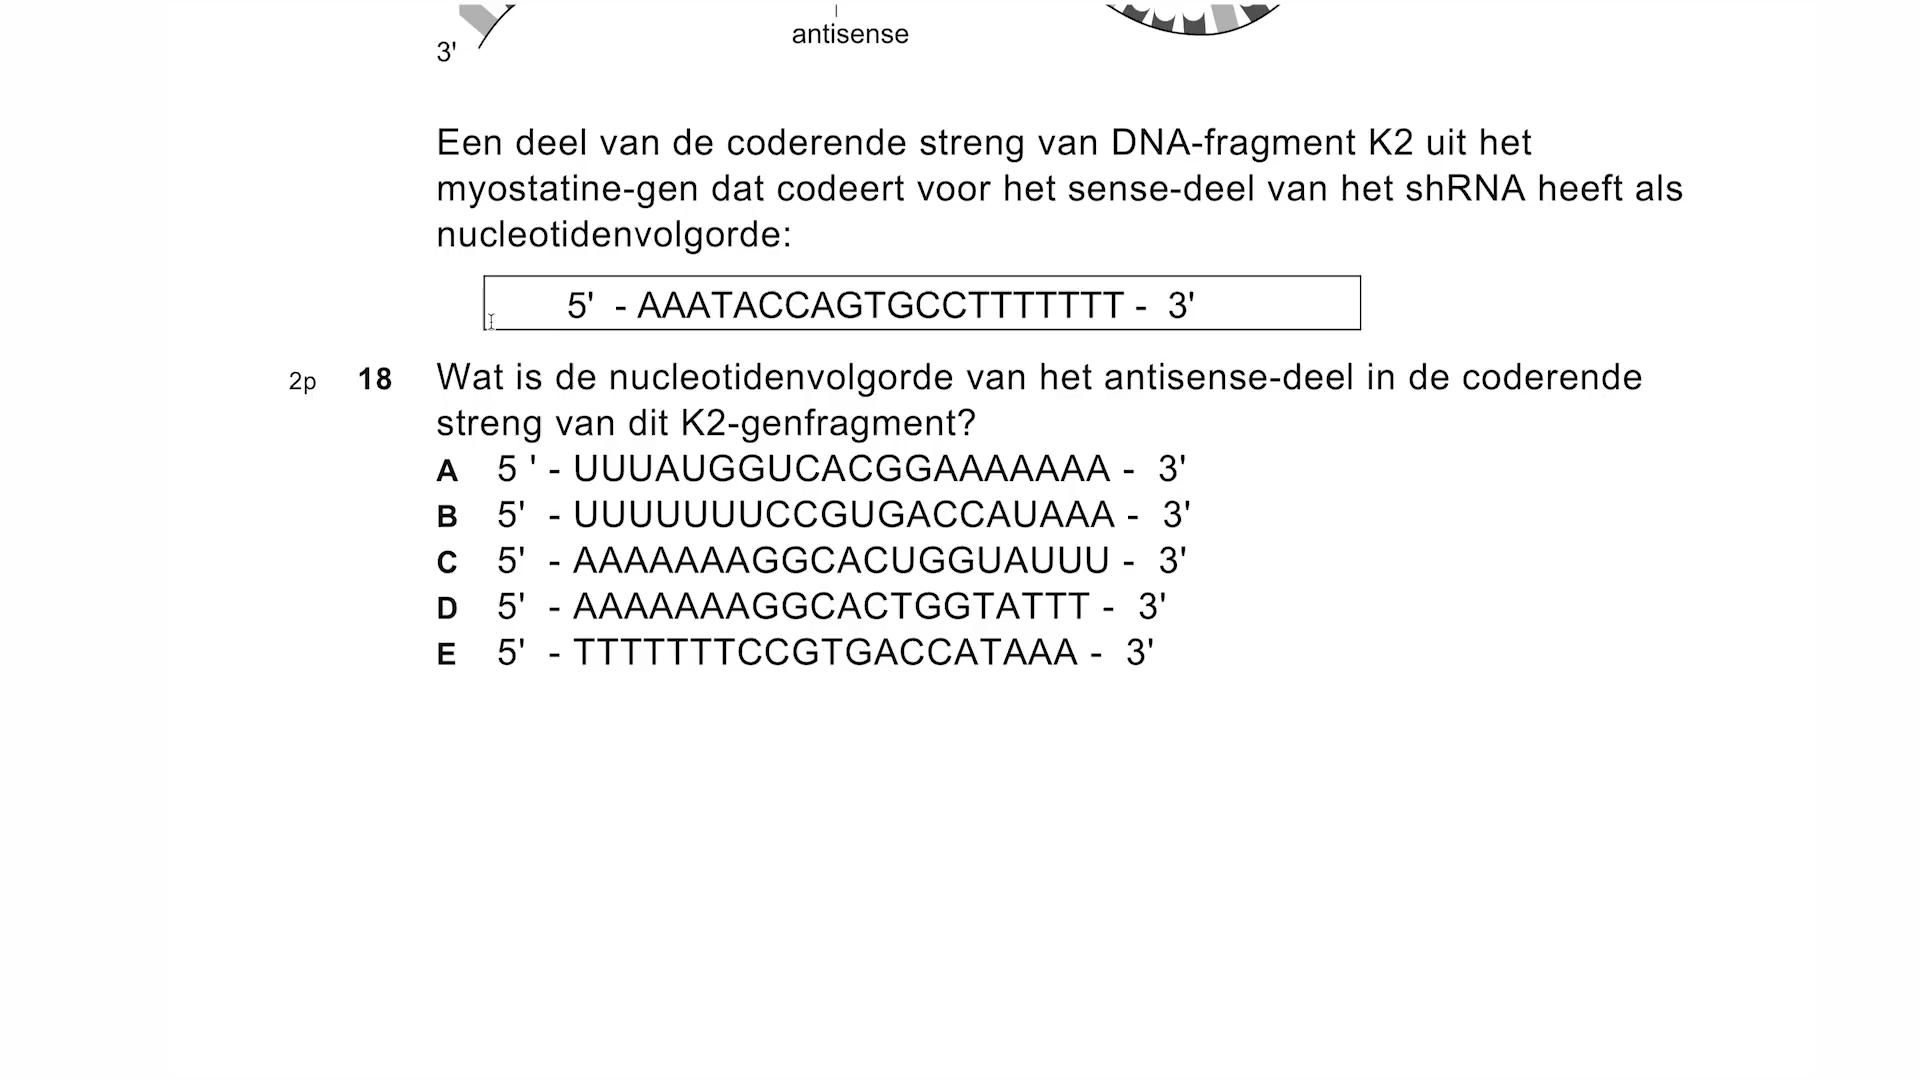 antisense
3'
Een deel van de coderende streng van DNA-fragment K2 uit het
myostatine-gen dat codeert voor het sense-deel van het shRNA heeft als
nucleotidenvolgorde:
5' - AAATACCAGTGCCTTTTTTT - 3'
2p 18 Wat is de nucleotidenvolgorde van het antisense-deel in de coderende
streng van dit K2-genfragment?
A 5 ' - UUUAUGGUCACGGAAAAAAA - 3'
B 5' - UUUUUUUCCGUGACCAUAAA - 3'
C 5' - AAAAAAAGGCACUGGUAUUU - 3'
D 5' - AAAAAAAGGCACTGGTATTT - 3'
E 5' - TTTTTTTCCGTGACCATAAA - 3'